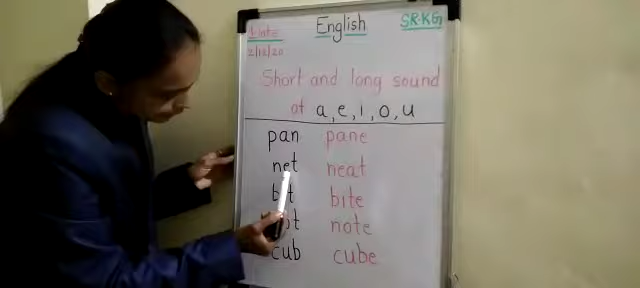 Date English SR.KG
2/12/20
Short and long sound
of a, e, i, o, u
pan pane
net neat
bit bite
note
cub cube